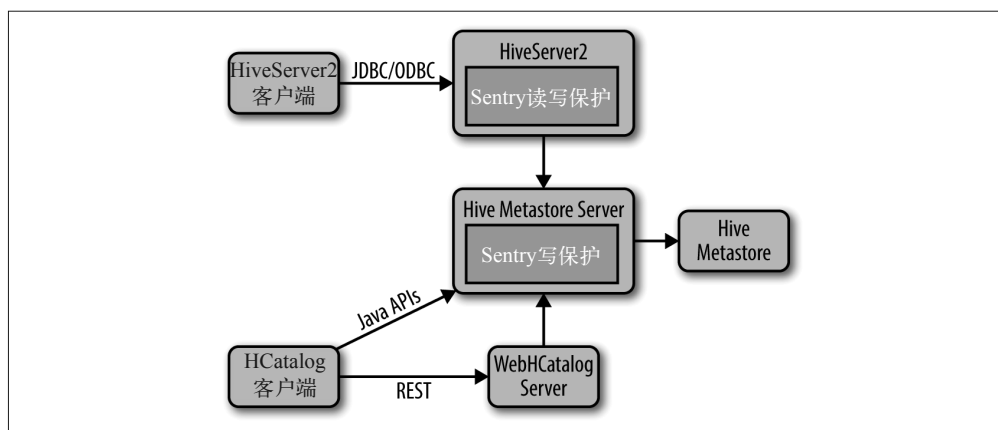 HiveServer2
客户端
JDBC/ODBC
HiveServer2
Sentry读写保护
Hive Metastore Server
Sentry写保护
Hive
Metastore
Java APIs
HCatalog
客户端
REST
WebHCatalog
Server